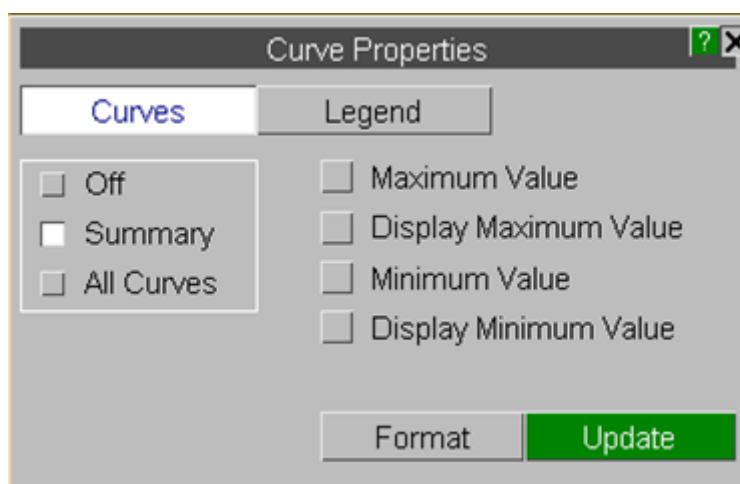 Curve Properties ? X
Curves Legend
Off
Summary
All Curves
Maximum Value
Display Maximum Value
Minimum Value
Display Minimum Value
Format Update